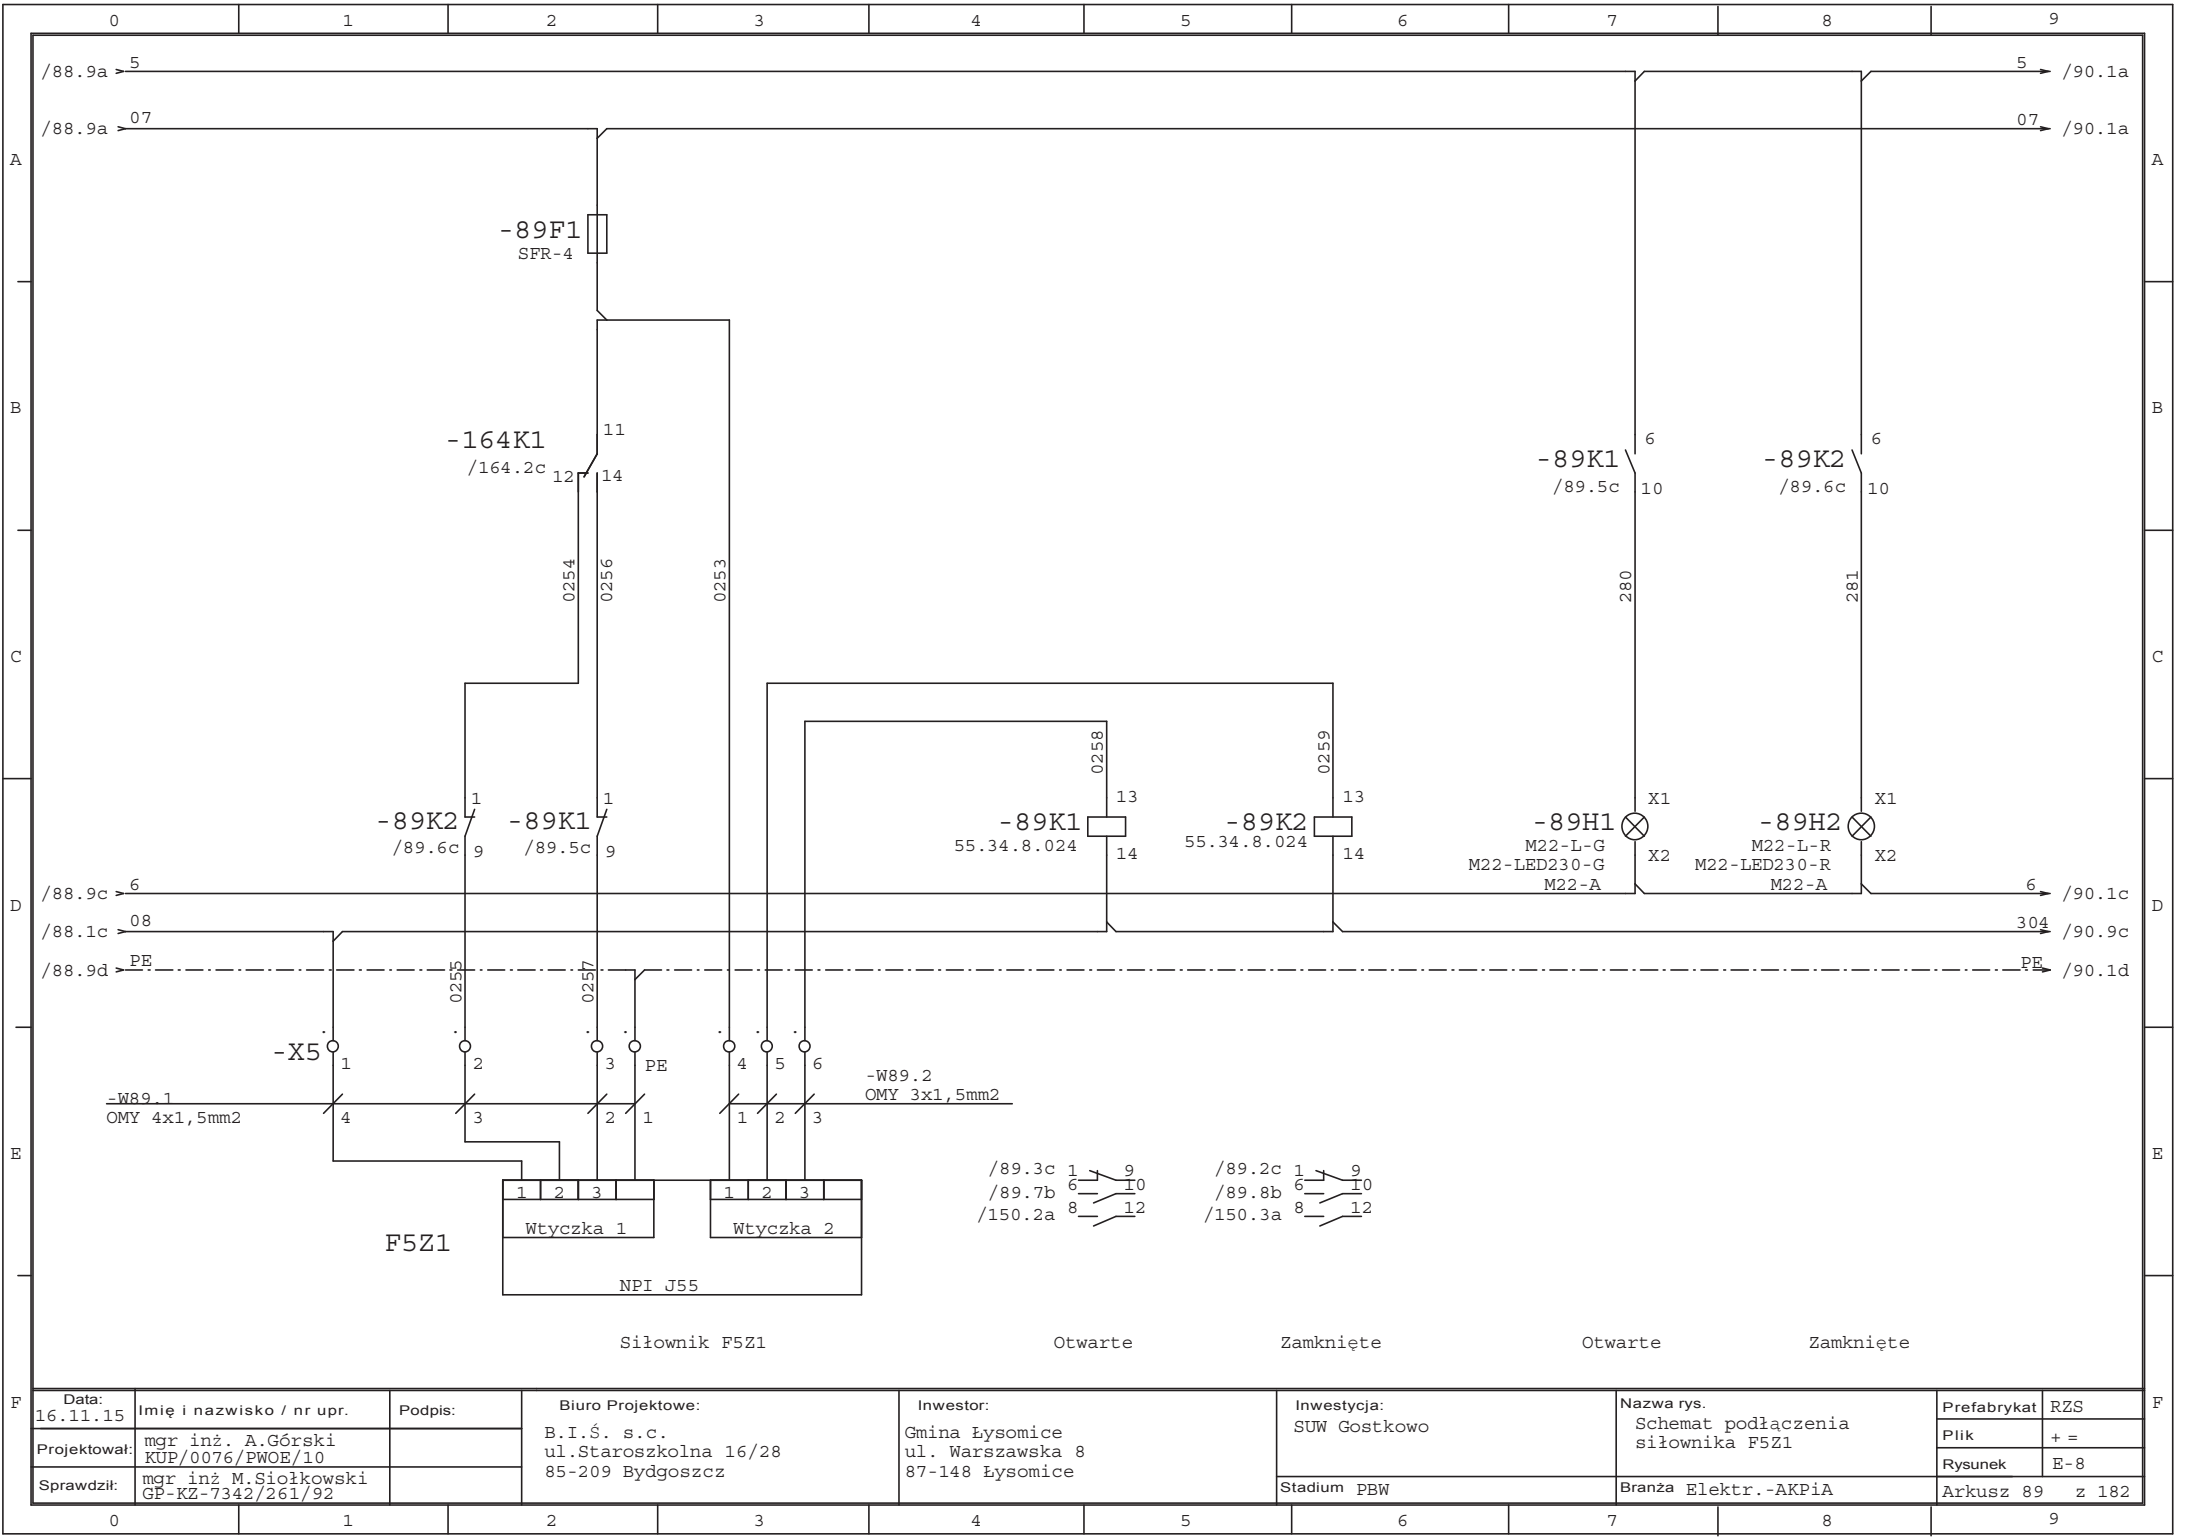 0 1 2 3 4 5 6 7 8 9
/88.9a 5 5 /90.1a
/88.9a 07 07 /90.1a
A A
-89F1
SFR-4
B B
-164K1 11
/164.2c 12 14
-89K1 6
/89.5c 10
-89K2 6
/89.6c 10
0254 0256 0253 280 281
C C
0258 0259
-89K2 1
/89.6c 9
-89K1 1
/89.5c 9
-89K1 13
55.34.8.024
14
-89K2 13
55.34.8.024
14
-89H1 X1
M22-L-G
M22-LED230-G X2
M22-A
-89H2 X1
M22-L-R
M22-LED230-R X2
M22-A
/88.9c 6 6 /90.1c
D D
/88.1c 08 304 /90.9c
/88.9d PE PE /90.1d
0255 0257
-X5 1 2 3 PE 4 5 6
-W89.1
OMY 4x1,5mm2 4 3 2 1
-W89.2
OMY 3x1,5mm2
1 2 3
E E
/89.3c 1 9
/89.7b 6 10
/150.2a 8 12
/89.2c 1 9
/89.8b 6 10
/150.3a 8 12
1 2 3 1 2 3
Wtyczka 1 Wtyczka 2
F5Z1
NPI J55
Siłownik F5Z1 Otwarte Zamknięte Otwarte Zamknięte
F F
Data:
16.11.15
Imię i nazwisko / nr upr.
Podpis:
Projektował:
mgr inż. A.Górski
KUP/0076/PWOE/10
Sprawdził:
mgr inż M.Siołkowski
GP-KZ-7342/261/92
Biuro Projektowe:
B.I.Ś. s.c.
ul.Staroszkolna 16/28
85-209 Bydgoszcz
Inwestor:
Gmina Łysomice
ul. Warszawska 8
87-148 Łysomice
Inwestycja:
SUW Gostkowo
Stadium PBW
Nazwa rys.
Schemat podłączenia
siłownika F5Z1
Branża Elektr.-AKPiA
Prefabrykat RZS
Plik + =
Rysunek E-8
Arkusz 89 z 182
0 1 2 3 4 5 6 7 8 9